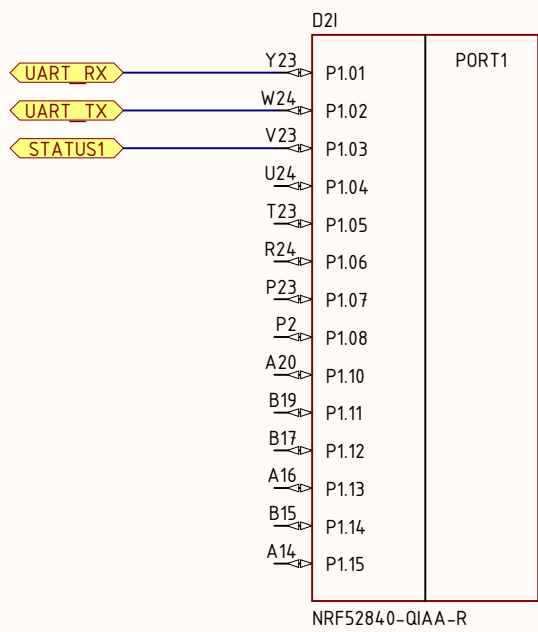 D2I
PORT1
UART_RX Y23 P1.01
UART_TX W24 P1.02
STATUS1 V23 P1.03
U24 P1.04
T23 P1.05
R24 P1.06
P23 P1.07
P2 P1.08
A20 P1.10
B19 P1.11
B17 P1.12
A16 P1.13
B15 P1.14
A14 P1.15
NRF52840-QIAA-R